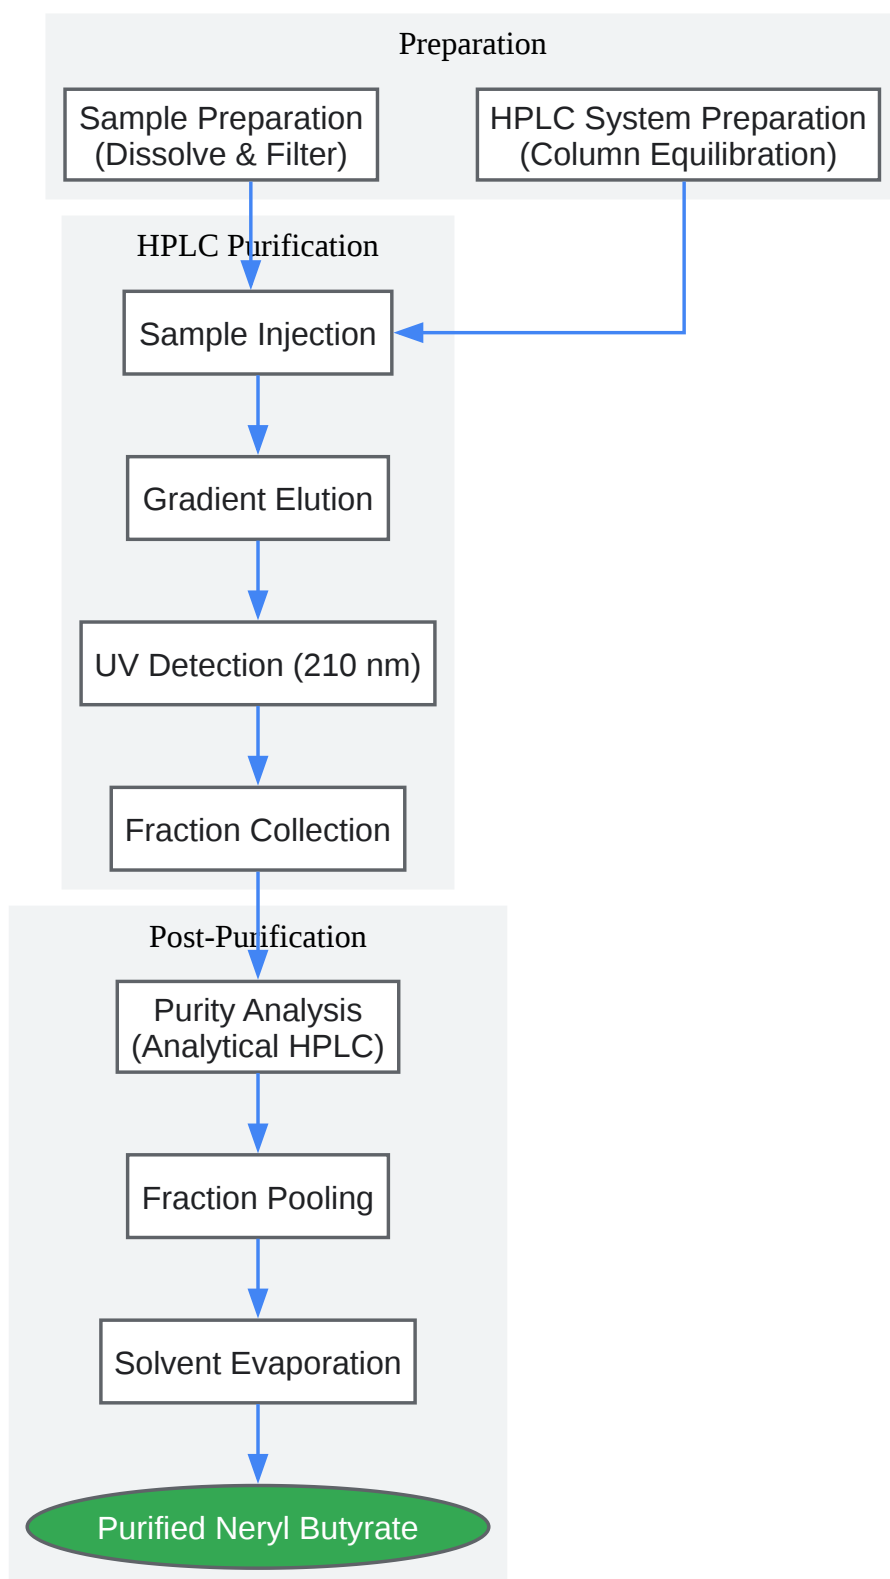 Preparation
Sample Preparation
(Dissolve & Filter)
HPLC System Preparation
(Column Equilibration)
HPLC Purification
Sample Injection
Gradient Elution
UV Detection (210 nm)
Fraction Collection
Post-Purification
Purity Analysis
(Analytical HPLC)
Fraction Pooling
Solvent Evaporation
Purified Neryl Butyrate